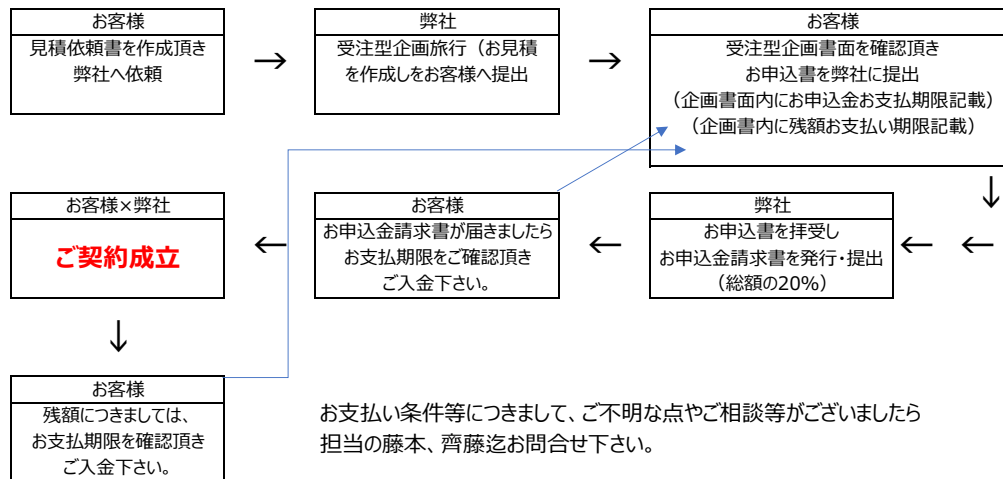 お客様
見積依頼書を作成頂き
弊社へ依頼
→
弊社
受注型企画旅行（お見積
を作成しをお客様へ提出
→
お客様
受注型企画書面を確認頂き
お申込書を弊社に提出
（企画書面内にお申込金お支払期限記載）
（企画書内に残額お支払い期限記載）
↓
←
←
弊社
お申込書を拝受し
お申込金請求書を発行・提出
（総額の20%）
←
お客様
お申込金請求書が届きましたら
お支払期限をご確認頂き
ご入金下さい。
←
お客様×弊社
ご契約成立
↓
お客様
残額につきましては、
お支払期限を確認頂き
ご入金下さい。
お支払い条件等につきまして、ご不明な点やご相談等がございましたら
担当の藤本、齊藤迄お問合せ下さい。